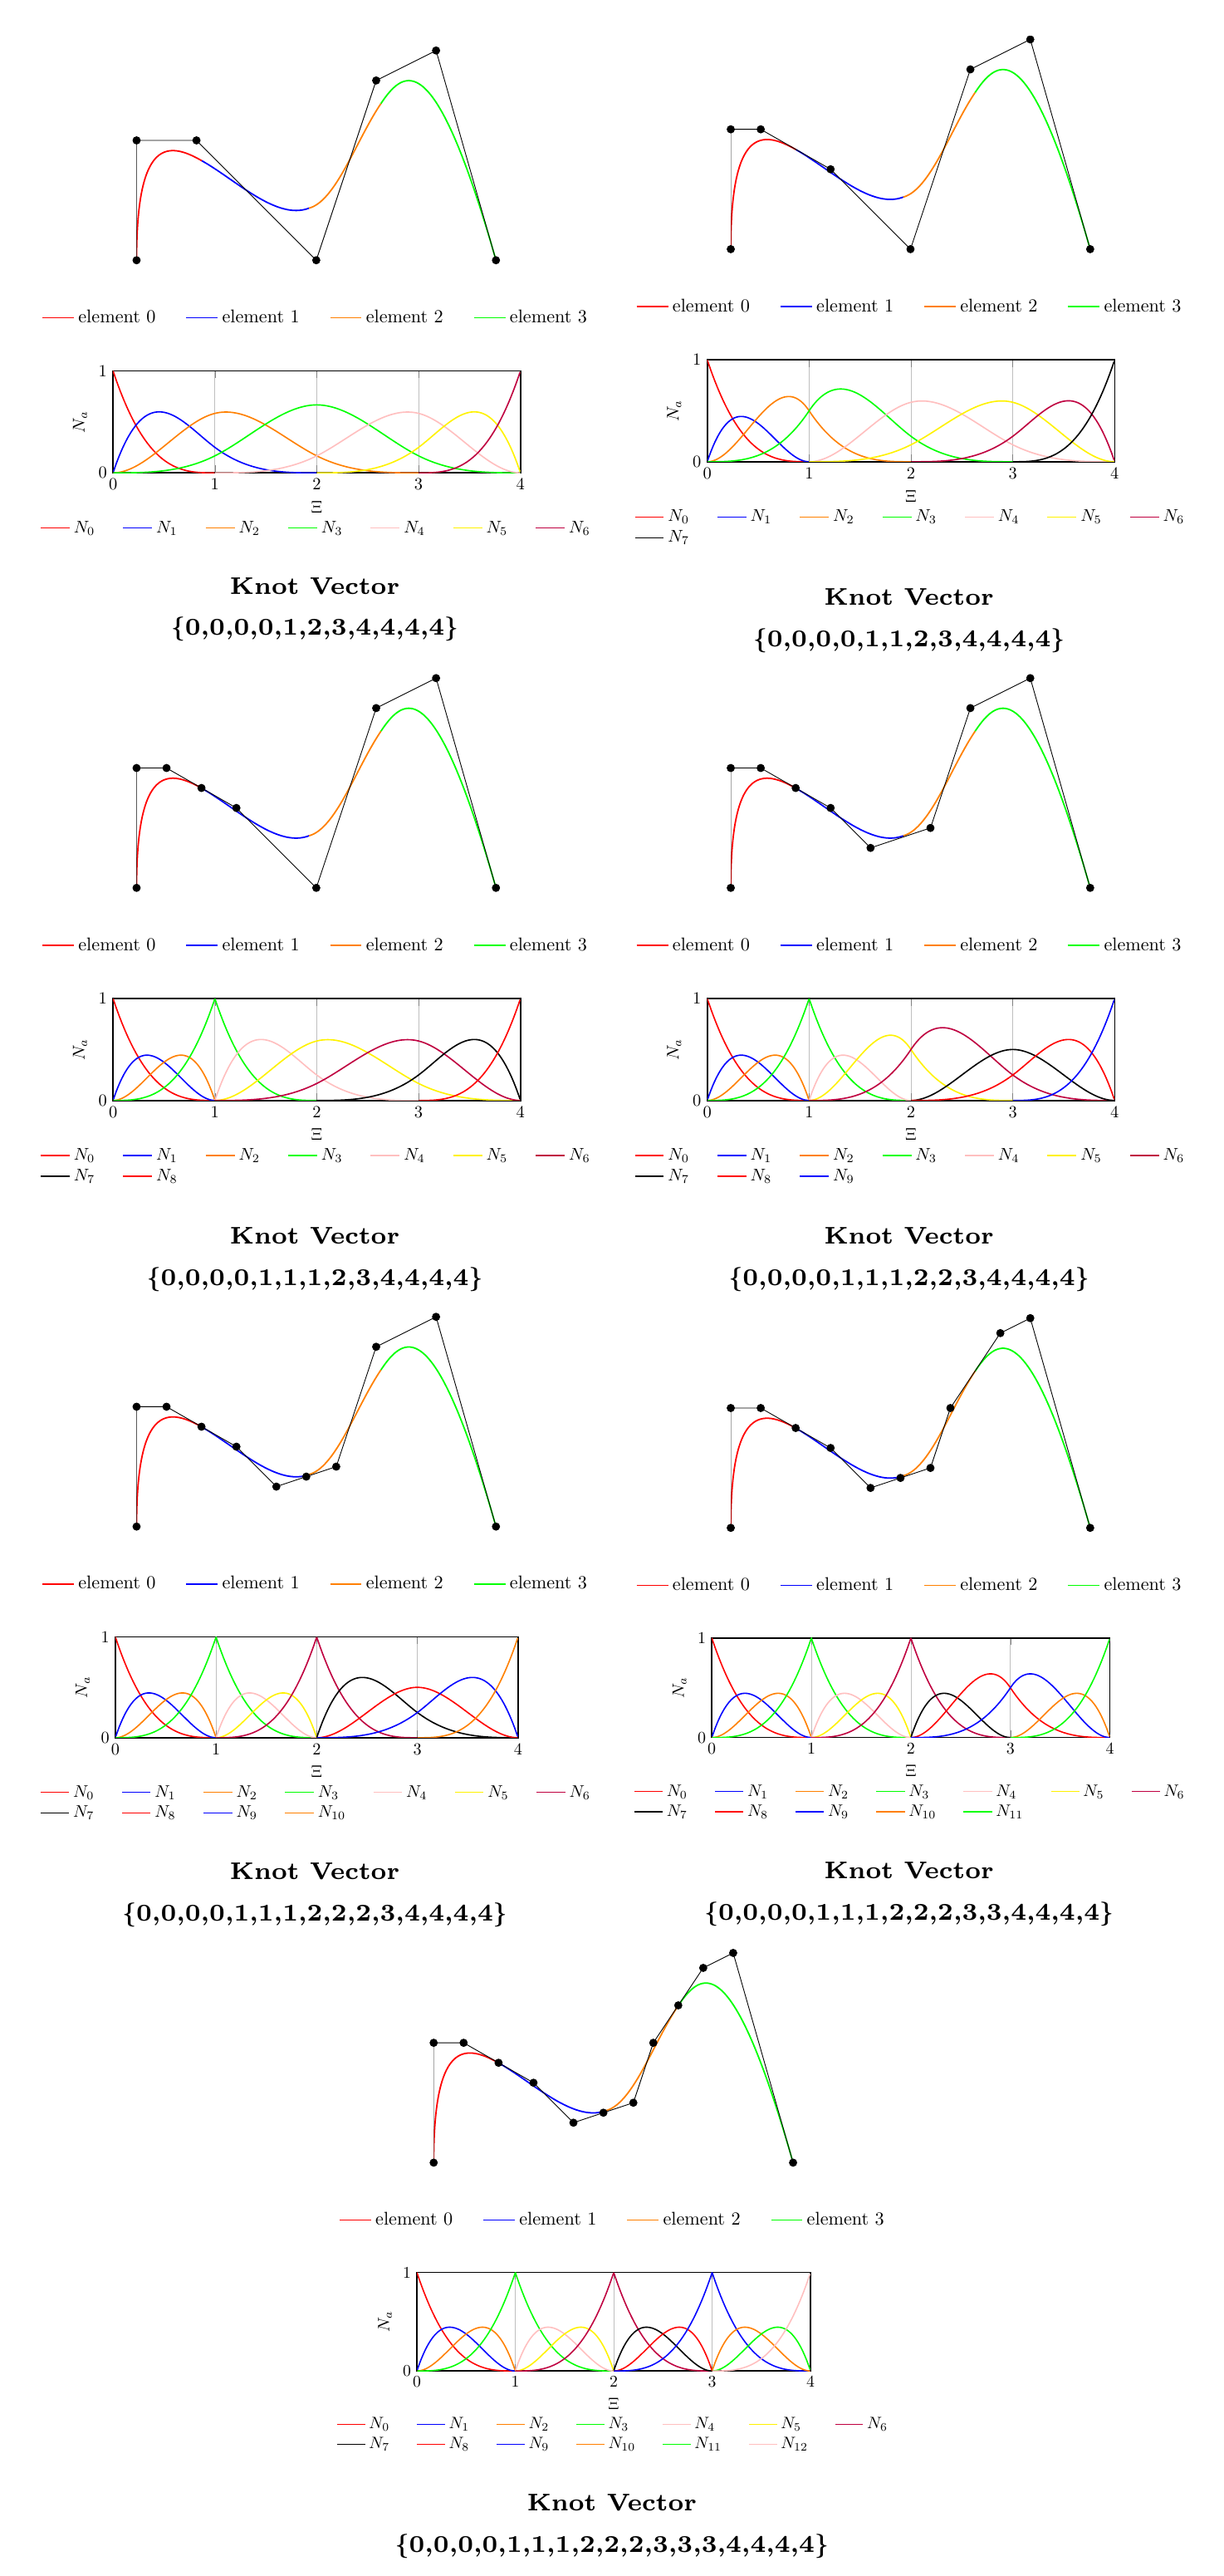 element 0 element 1 element 2 element 3
1
N_a
0
0 1 2 3 4
Ξ
N_0 N_1 N_2 N_3 N_4 N_5 N_6
Knot Vector
{0,0,0,0,1,2,3,4,4,4,4}
element 0 element 1 element 2 element 3
1
N_a
0
0 1 2 3 4
Ξ
N_0 N_1 N_2 N_3 N_4 N_5 N_6
N_7
Knot Vector
{0,0,0,0,1,1,2,3,4,4,4,4}
element 0 element 1 element 2 element 3
1
N_a
0
0 1 2 3 4
Ξ
N_0 N_1 N_2 N_3 N_4 N_5 N_6
N_7 N_8
Knot Vector
{0,0,0,0,1,1,1,2,3,4,4,4,4}
element 0 element 1 element 2 element 3
1
N_a
0
0 1 2 3 4
Ξ
N_0 N_1 N_2 N_3 N_4 N_5 N_6
N_7 N_8 N_9
Knot Vector
{0,0,0,0,1,1,1,2,2,3,4,4,4,4}
element 0 element 1 element 2 element 3
1
N_a
0
0 1 2 3 4
Ξ
N_0 N_1 N_2 N_3 N_4 N_5 N_6
N_7 N_8 N_9 N_10
Knot Vector
{0,0,0,0,1,1,1,2,2,2,3,4,4,4,4}
element 0 element 1 element 2 element 3
1
N_a
0
0 1 2 3 4
Ξ
N_0 N_1 N_2 N_3 N_4 N_5 N_6
N_7 N_8 N_9 N_10 N_11
Knot Vector
{0,0,0,0,1,1,1,2,2,2,3,3,4,4,4,4}
element 0 element 1 element 2 element 3
1
N_a
0
0 1 2 3 4
Ξ
N_0 N_1 N_2 N_3 N_4 N_5 N_6
N_7 N_8 N_9 N_10 N_11 N_12
Knot Vector
{0,0,0,0,1,1,1,2,2,2,3,3,3,4,4,4,4}